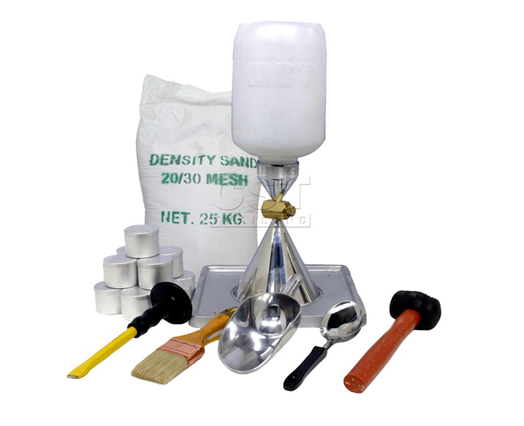 DENSITY SAND
20/30 MESH
NET. 25 KG.